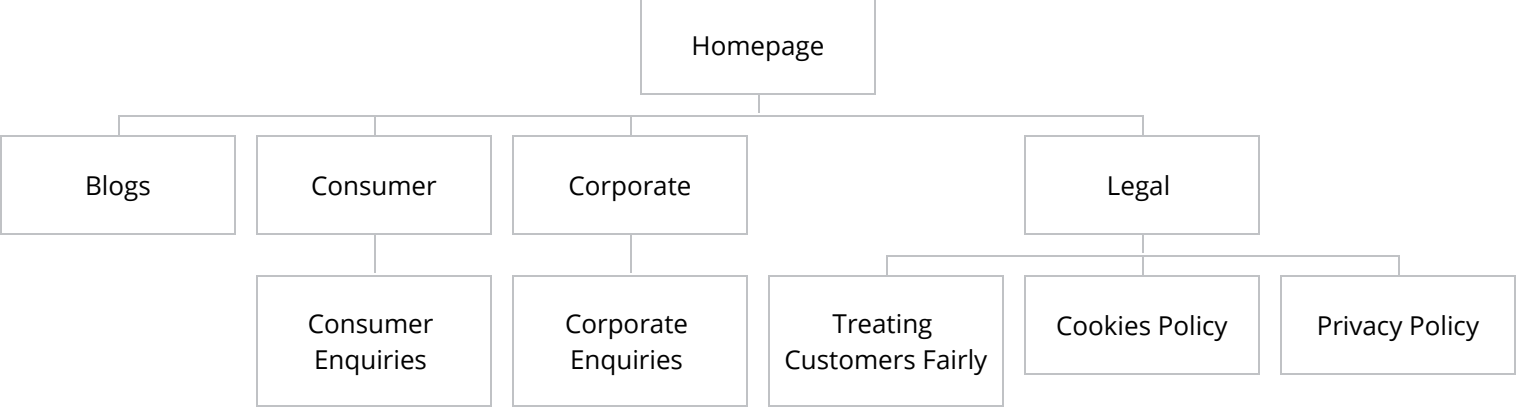 Homepage
Blogs
Consumer
Corporate
Legal
Consumer
Enquiries
Corporate
Enquiries
Treating
Customers Fairly
Cookies Policy
Privacy Policy